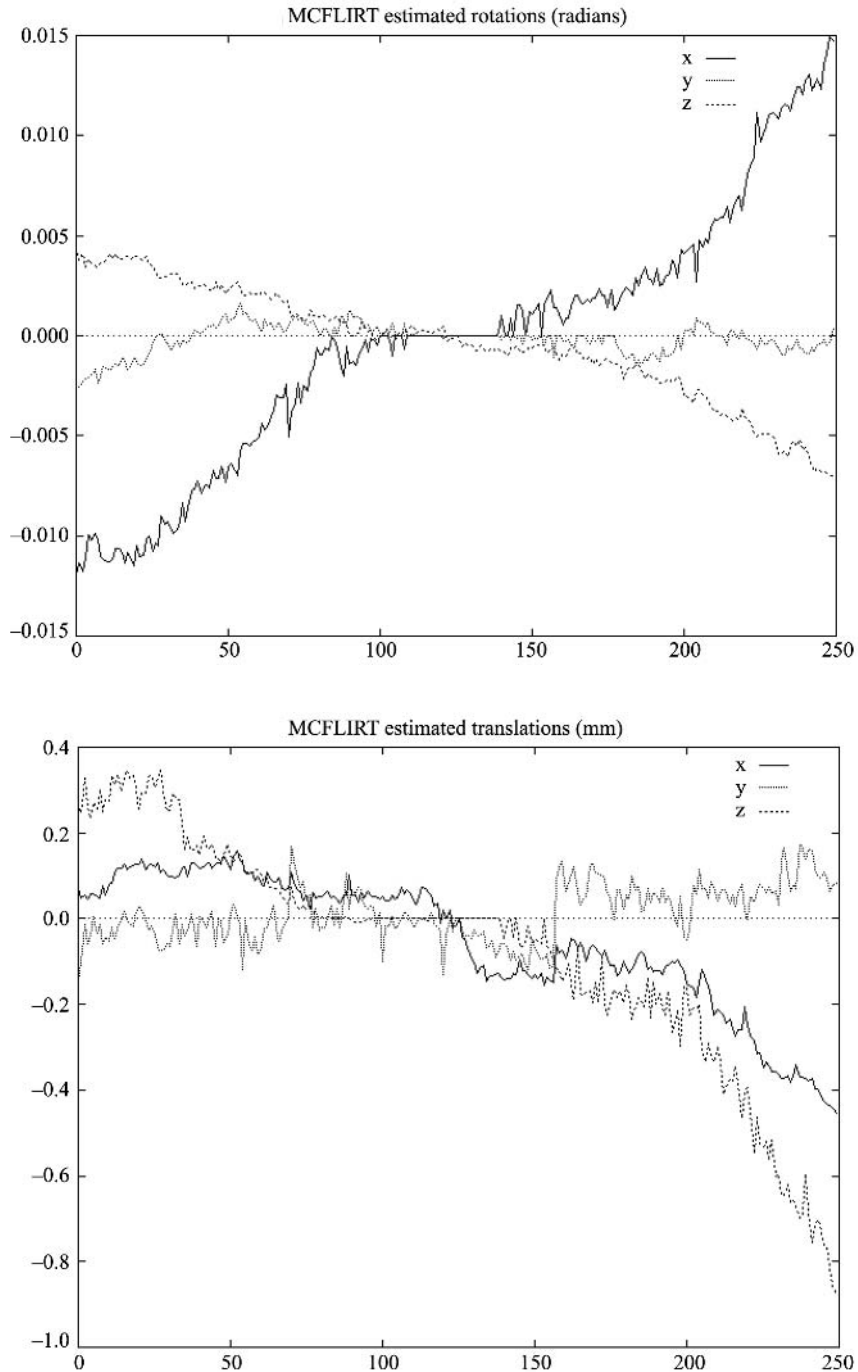 MCFLIRT estimated rotations (radians)
0.015
x
y
z
0.010
0.005
0.000
−0.005
−0.010
−0.015
0 50 100 150 200 250
MCFLIRT estimated translations (mm)
0.4
x
y
z
0.2
0.0
−0.2
−0.4
−0.6
−0.8
−1.0
0 50 100 150 200 250